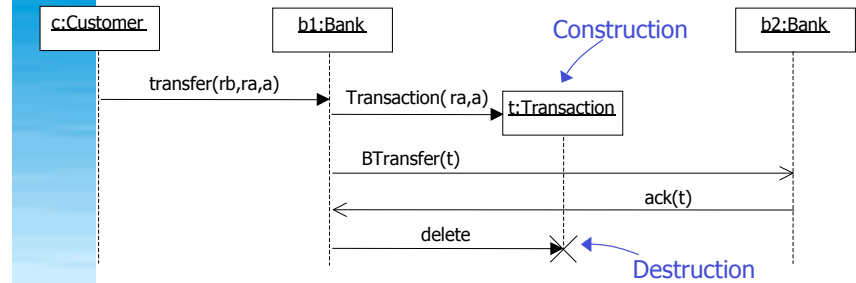 c:Customer
b1:Bank
Construction
b2:Bank
transfer(rb,ra,a)
Transaction( ra,a)
t:Transaction
BTransfer(t)
ack(t)
delete
Destruction